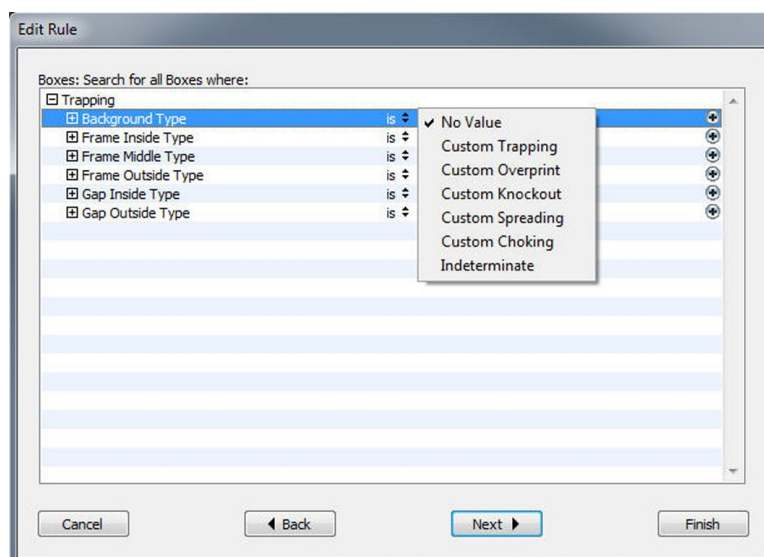 Edit Rule
Boxes: Search for all Boxes where:
Trapping
Background Type is
Frame Inside Type is
Frame Middle Type is
Frame Outside Type is
Gap Inside Type is
Gap Outside Type is
No Value
Custom Trapping
Custom Overprint
Custom Knockout
Custom Spreading
Custom Choking
Indeterminate
Cancel Back Next Finish